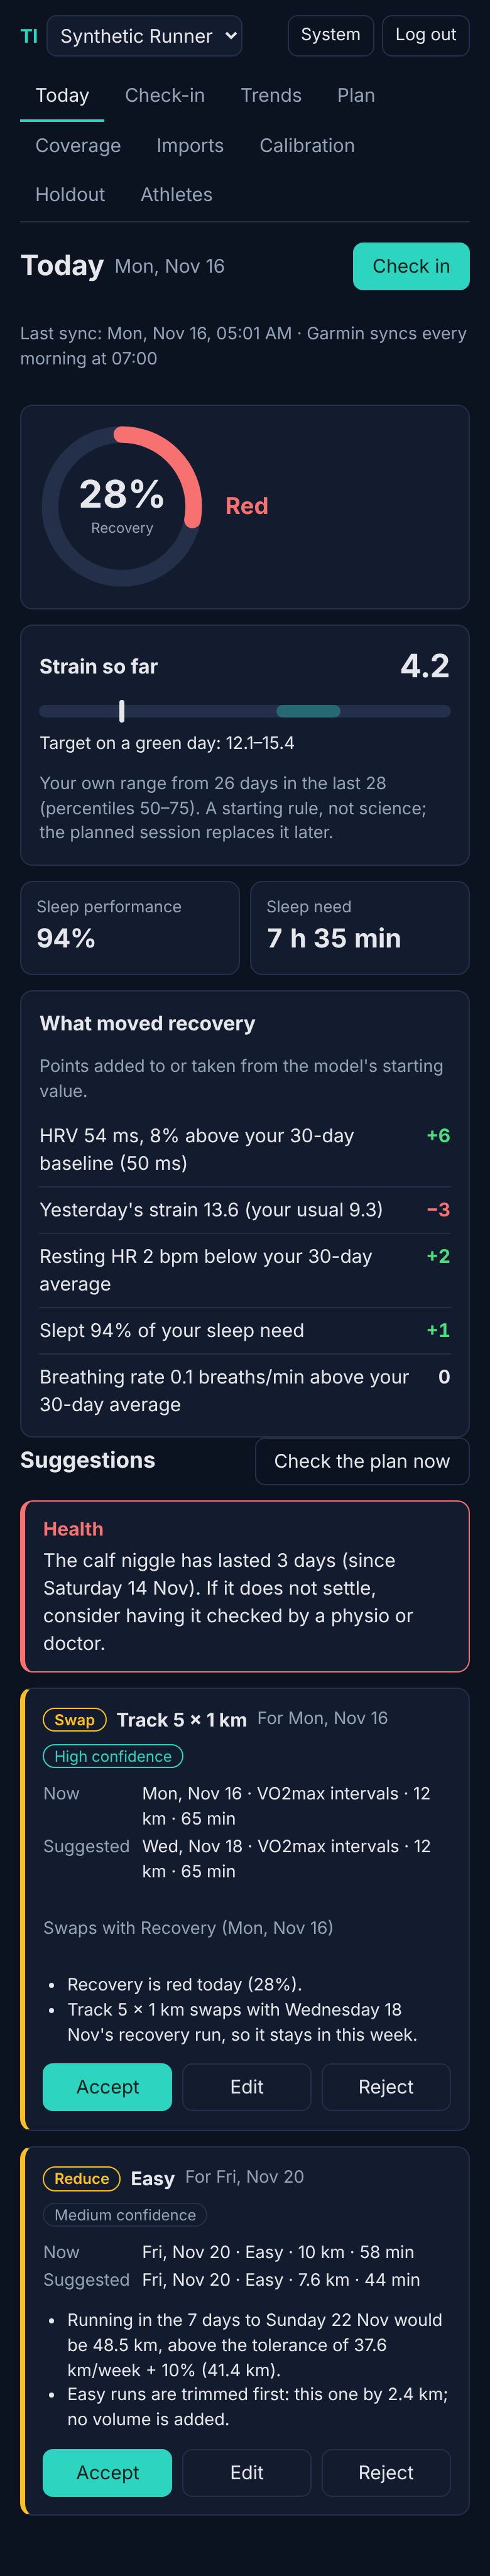 TI Synthetic Runner System Log out
Today Check-in Trends Plan
Coverage Imports Calibration
Holdout Athletes
Today Mon, Nov 16 Check in
Last sync: Mon, Nov 16, 05:01 AM · Garmin syncs every
morning at 07:00
28%
Recovery
Red
Strain so far 4.2
Target on a green day: 12.1–15.4
Your own range from 26 days in the last 28
(percentiles 50–75). A starting rule, not science;
the planned session replaces it later.
Sleep performance
94%
Sleep need
7 h 35 min
What moved recovery
Points added to or taken from the model's starting
value.
HRV 54 ms, 8% above your 30-day +6
baseline (50 ms)
Yesterday's strain 13.6 (your usual 9.3) −3
Resting HR 2 bpm below your 30-day +2
average
Slept 94% of your sleep need +1
Breathing rate 0.1 breaths/min above your 0
30-day average
Suggestions Check the plan now
Health
The calf niggle has lasted 3 days (since
Saturday 14 Nov). If it does not settle,
consider having it checked by a physio or
doctor.
Swap Track 5 × 1 km For Mon, Nov 16
High confidence
Now Mon, Nov 16 · VO2max intervals · 12
km · 65 min
Suggested Wed, Nov 18 · VO2max intervals · 12
km · 65 min
Swaps with Recovery (Mon, Nov 16)
• Recovery is red today (28%).
• Track 5 × 1 km swaps with Wednesday 18
Nov's recovery run, so it stays in this week.
Accept Edit Reject
Reduce Easy For Fri, Nov 20
Medium confidence
Now Fri, Nov 20 · Easy · 10 km · 58 min
Suggested Fri, Nov 20 · Easy · 7.6 km · 44 min
• Running in the 7 days to Sunday 22 Nov would
be 48.5 km, above the tolerance of 37.6
km/week + 10% (41.4 km).
• Easy runs are trimmed first: this one by 2.4 km;
no volume is added.
Accept Edit Reject